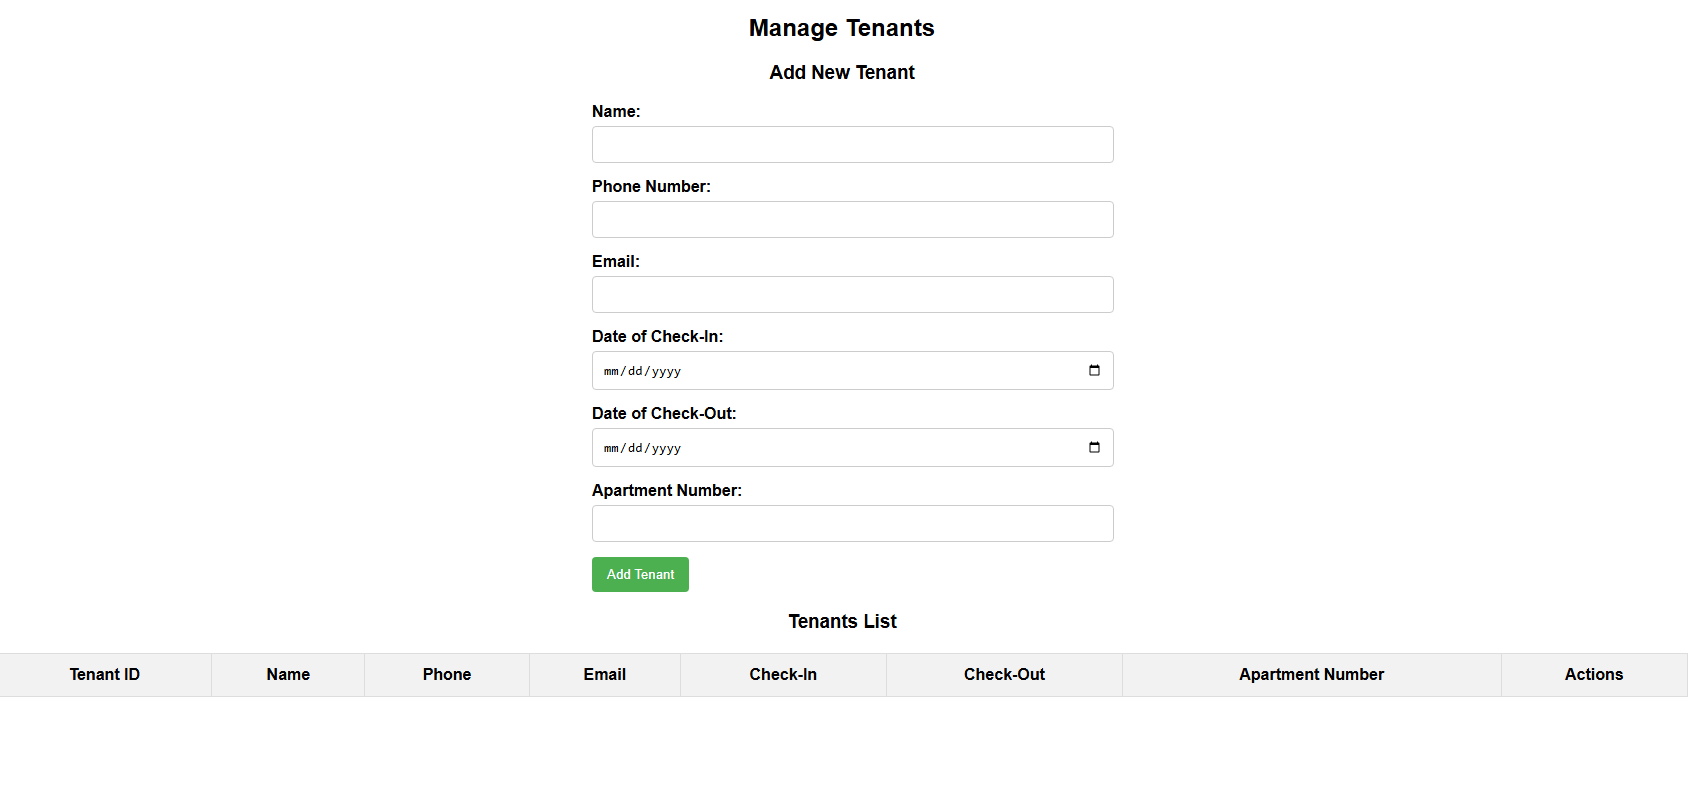 Manage Tenants
Add New Tenant
Name:
Phone Number:
Email:
Date of Check-In:
mm/dd/yyyy
Date of Check-Out:
mm/dd/yyyy
Apartment Number:
Add Tenant
Tenants List
Tenant ID Name Phone Email Check-In Check-Out Apartment Number Actions